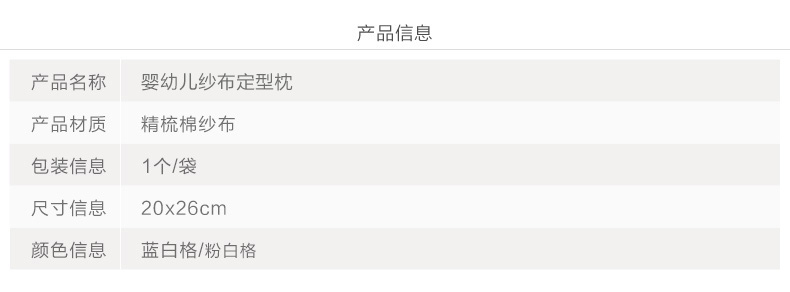 产品信息
产品名称 婴幼儿纱布定型枕
产品材质 精梳棉纱布
包装信息 1个/袋
尺寸信息 20x26cm
颜色信息 蓝白格/粉白格